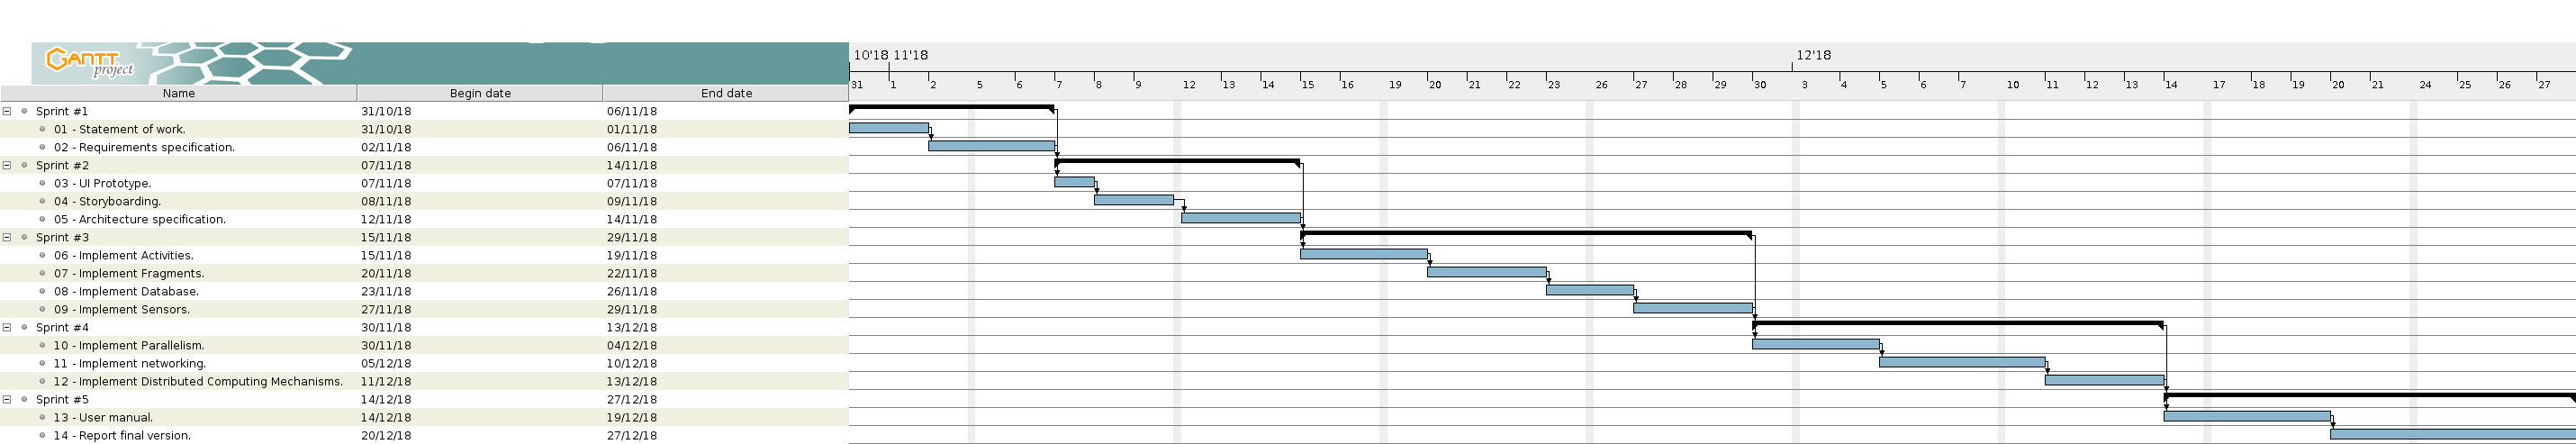 GANTT
project
10'18 11'18 12'18
31 1 2 5 6 7 8 9 12 13 14 15 16 19 20 21 22 23 26 27 28 29 30 3 4 5 6 7 10 11 12 13 14 17 18 19 20 21 24 25 26 27
Name Begin date End date
Sprint #1 31/10/18 06/11/18
01 - Statement of work. 31/10/18 01/11/18
02 - Requirements specification. 02/11/18 06/11/18
Sprint #2 07/11/18 14/11/18
03 - UI Prototype. 07/11/18 07/11/18
04 - Storyboarding. 08/11/18 09/11/18
05 - Architecture specification. 12/11/18 14/11/18
Sprint #3 15/11/18 29/11/18
06 - Implement Activities. 15/11/18 19/11/18
07 - Implement Fragments. 20/11/18 22/11/18
08 - Implement Database. 23/11/18 26/11/18
09 - Implement Sensors. 27/11/18 29/11/18
Sprint #4 30/11/18 13/12/18
10 - Implement Parallelism. 30/11/18 04/12/18
11 - Implement networking. 05/12/18 10/12/18
12 - Implement Distributed Computing Mechanisms. 11/12/18 13/12/18
Sprint #5 14/12/18 27/12/18
13 - User manual. 14/12/18 19/12/18
14 - Report final version. 20/12/18 27/12/18